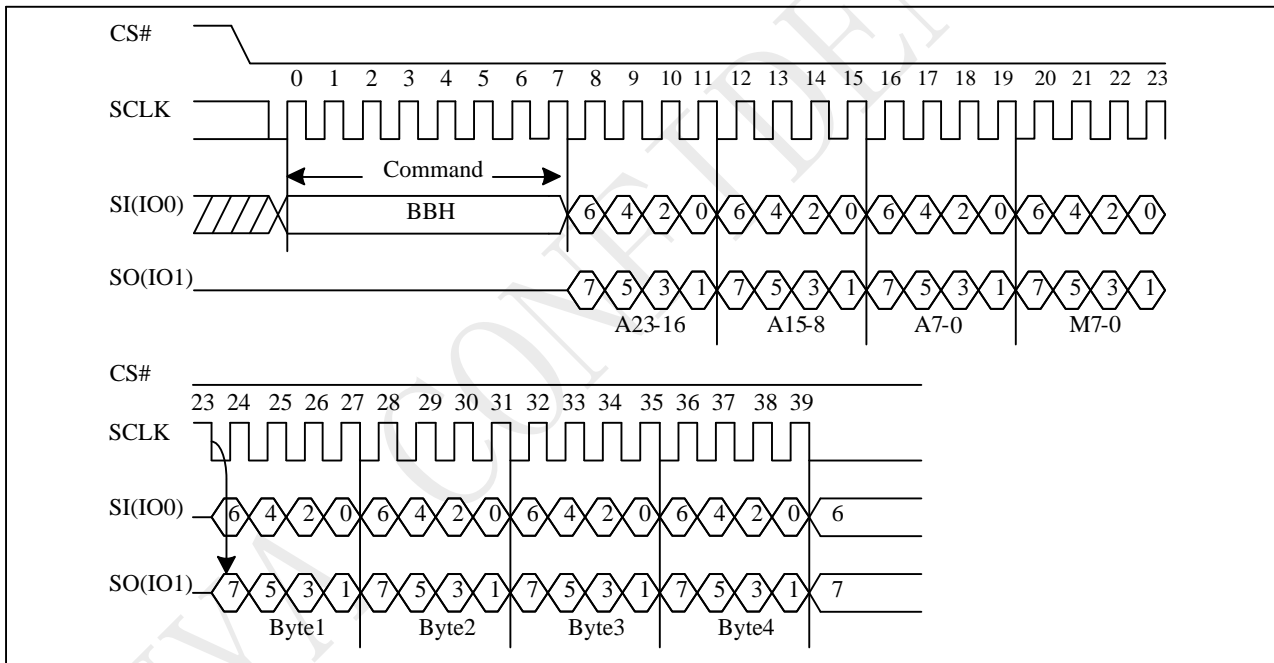 CS#
0 1 2 3 4 5 6 7 8 9 10 11 12 13 14 15 16 17 18 19 20 21 22 23
SCLK
Command
SI(IO0) BBH 6 4 2 0 6 4 2 0 6 4 2 0 6 4 2 0
SO(IO1) 7 5 3 1 7 5 3 1 7 5 3 1 7 5 3 1
A23-16 A15-8 A7-0 M7-0
CS#
23 24 25 26 27 28 29 30 31 32 33 34 35 36 37 38 39
SCLK
SI(IO0) 6 4 2 0 6 4 2 0 6 4 2 0 6 4 2 0 6
SO(IO1) 7 5 3 1 7 5 3 1 7 5 3 1 7 5 3 1 7
Byte1 Byte2 Byte3 Byte4